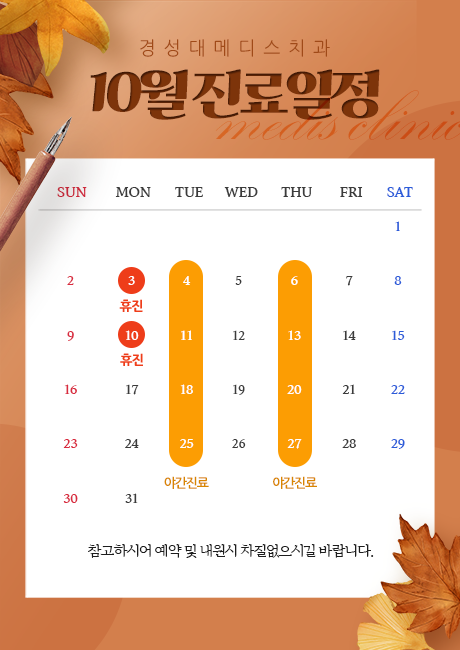 경성대메디스치과
10월 진료일정
medis clinic
SUN MON TUE WED THU FRI SAT
1
2 3 4 5 6 7 8
휴진
9 10 11 12 13 14 15
휴진
16 17 18 19 20 21 22
23 24 25 26 27 28 29
야간진료 야간진료
30 31
참고하시어 예약 및 내원시 차질없으시길 바랍니다.